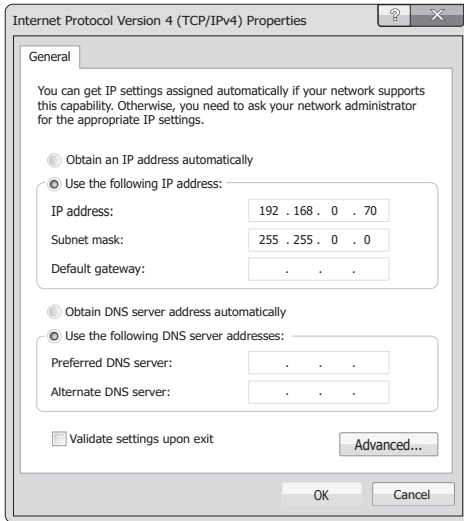 Internet Protocol Version 4 (TCP/IPv4) Properties
General
You can get IP settings assigned automatically if your network supports
this capability. Otherwise, you need to ask your network administrator
for the appropriate IP settings.
Obtain an IP address automatically
Use the following IP address:
IP address: 192 . 168 . 0 . 70
Subnet mask: 255 . 255 . 0 . 0
Default gateway: . . .
Obtain DNS server address automatically
Use the following DNS server addresses:
Preferred DNS server: . . .
Alternate DNS server: . . .
Validate settings upon exit
Advanced...
OK Cancel